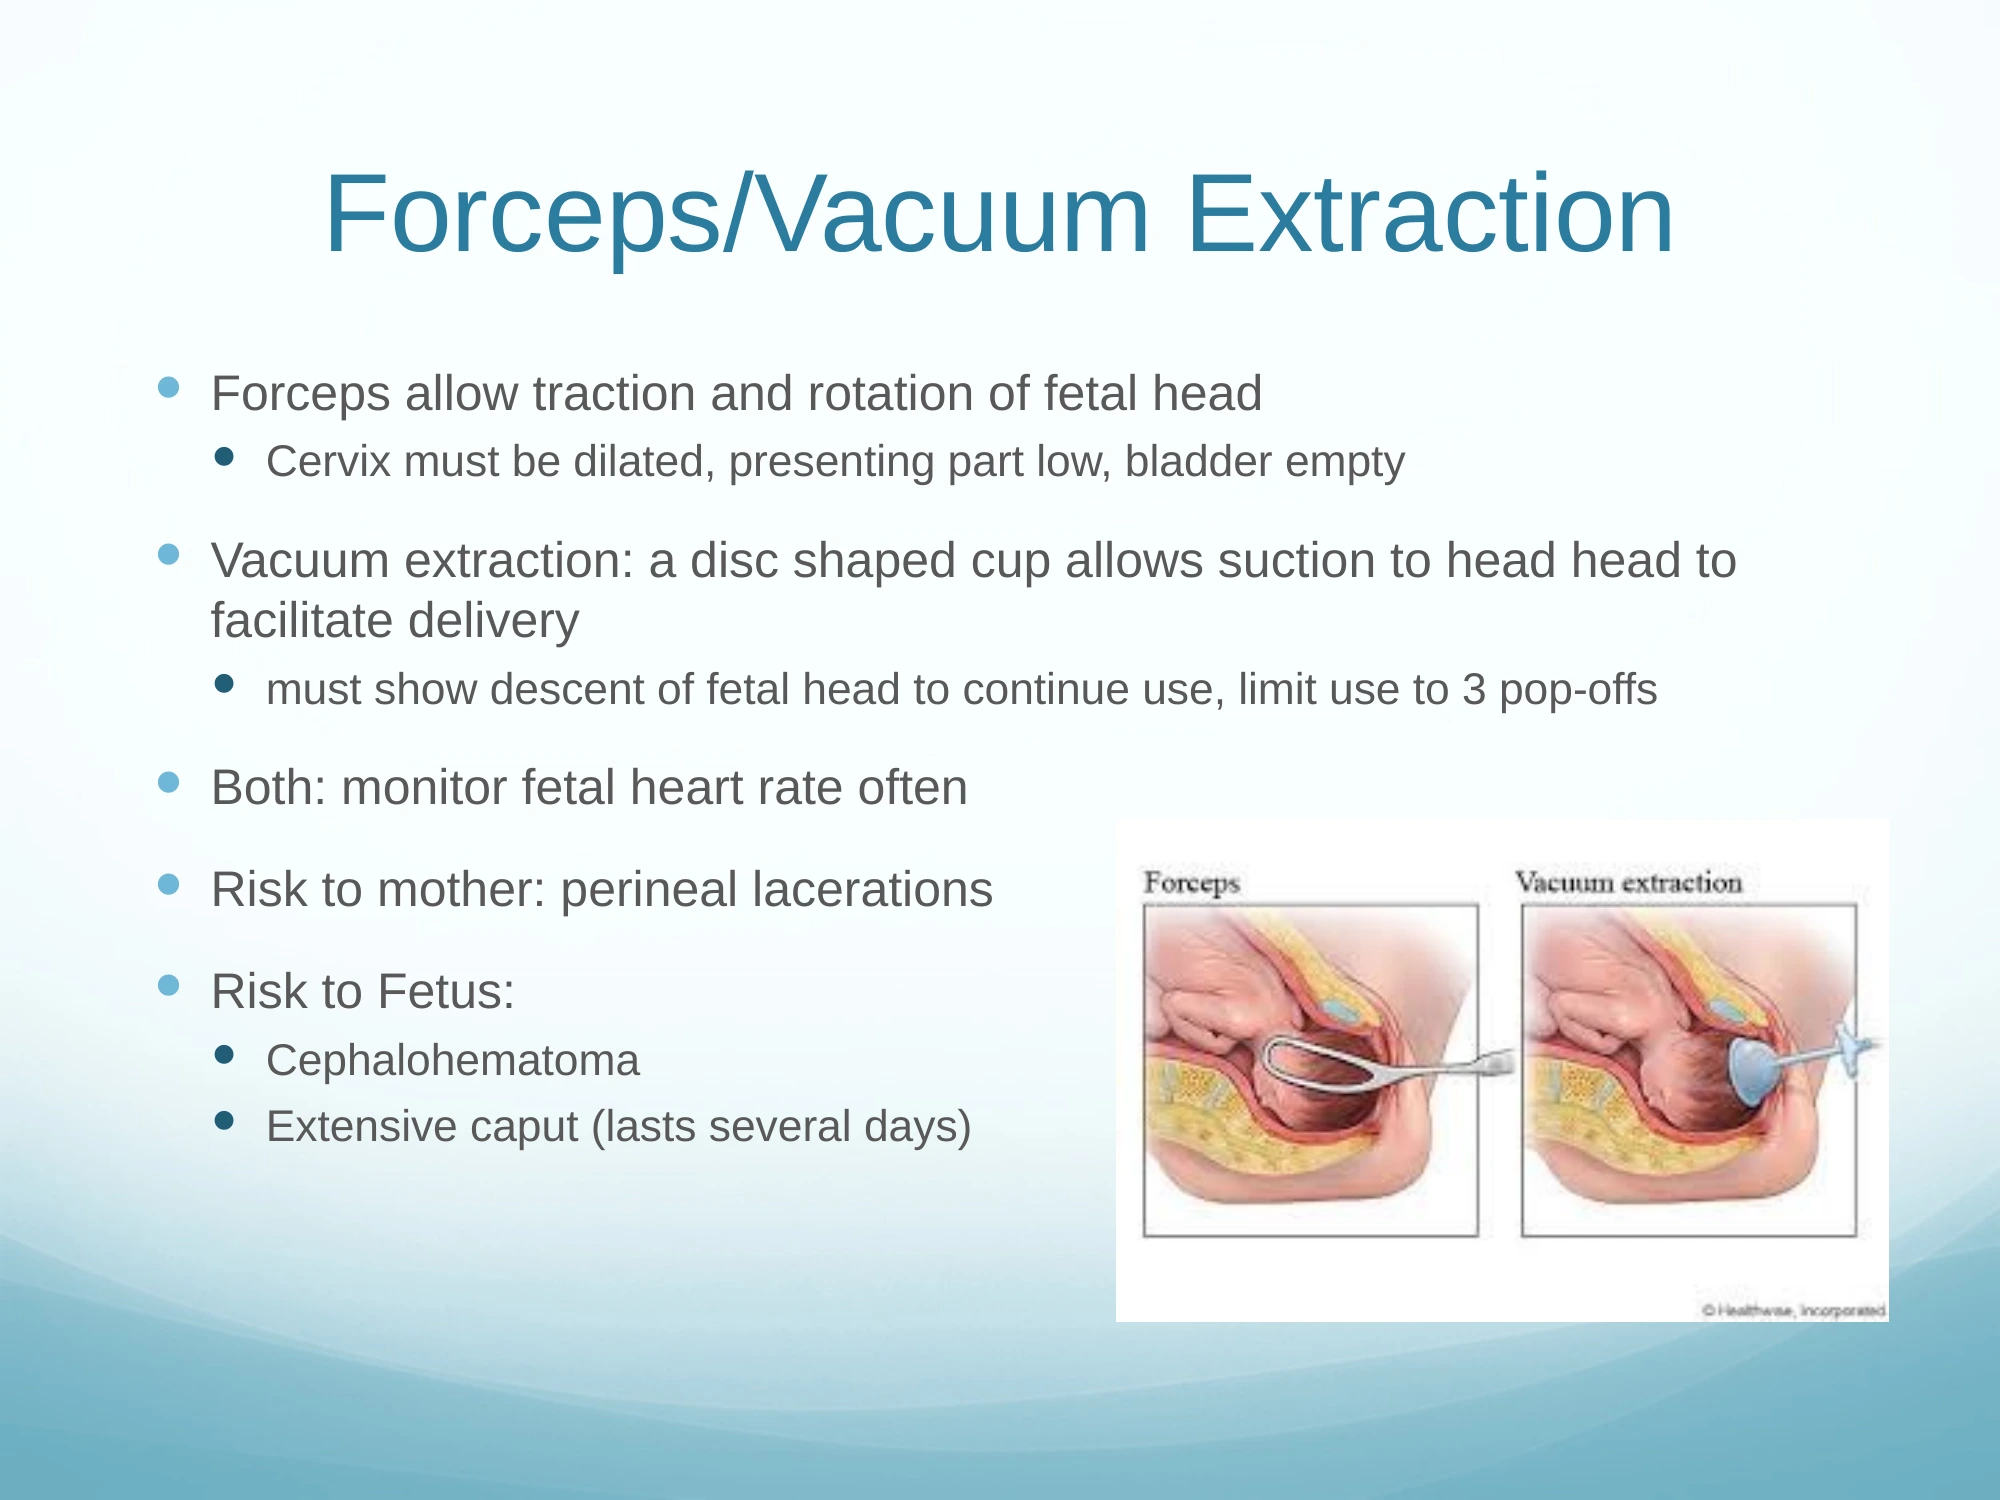 Forceps/Vacuum Extraction
Forceps allow traction and rotation of fetal head
Cervix must be dilated, presenting part low, bladder empty
Vacuum extraction: a disc shaped cup allows suction to head head to
facilitate delivery
must show descent of fetal head to continue use, limit use to 3 pop-offs
Both: monitor fetal heart rate often
Risk to mother: perineal lacerations
Risk to Fetus:
Cephalohematoma
Extensive caput (lasts several days)
Forceps
Vacuum extraction
© Healthwise, Incorporated